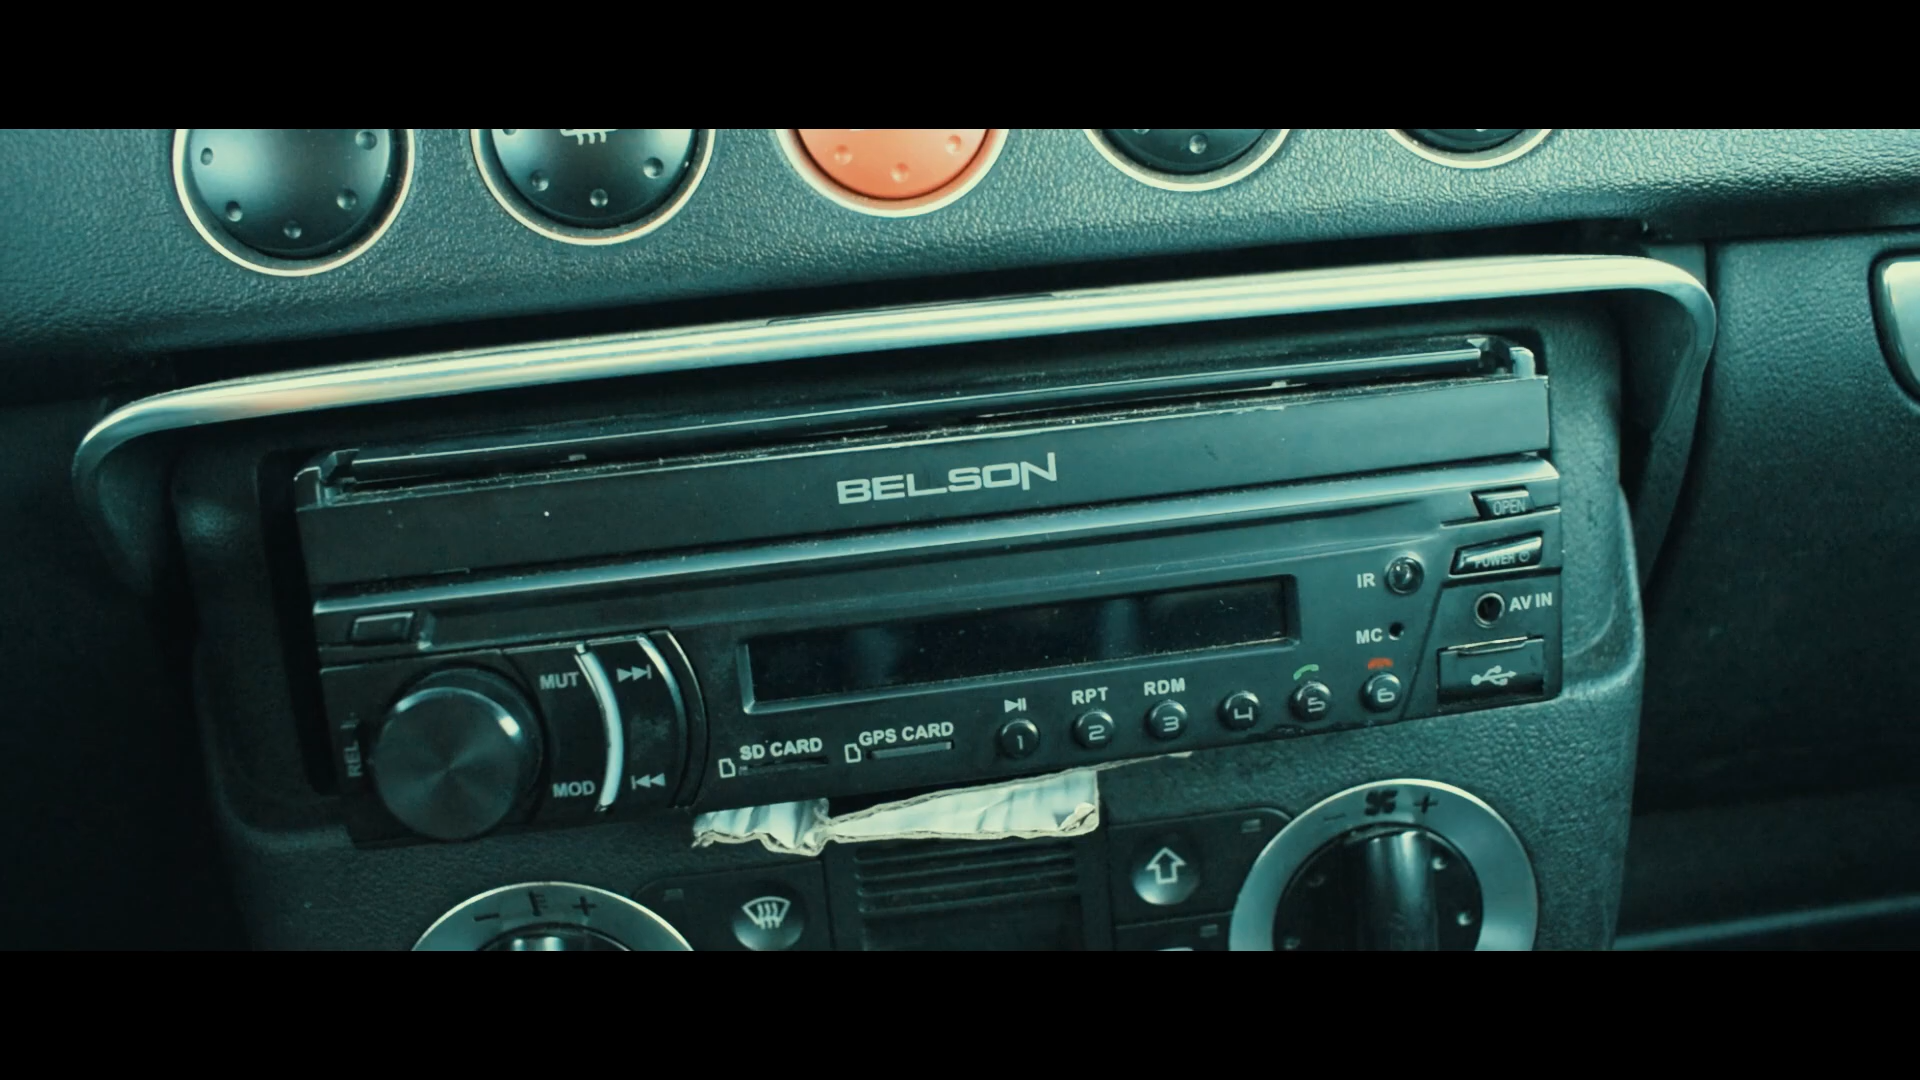 BELSON
OPEN
POWER
IR
AV IN
MC
MUT
RPT
RDM
SD CARD
GPS CARD
1
2
3
4
5
6
REL
MOD
- +
- +